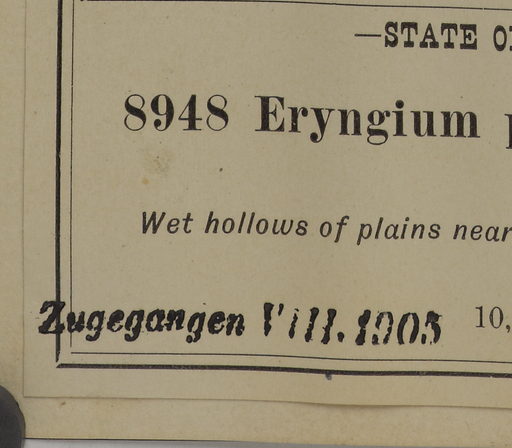 —STATE O
8948 Eryngium
Wet hollows of plains near
Zugegangen VIII. 1905
10,